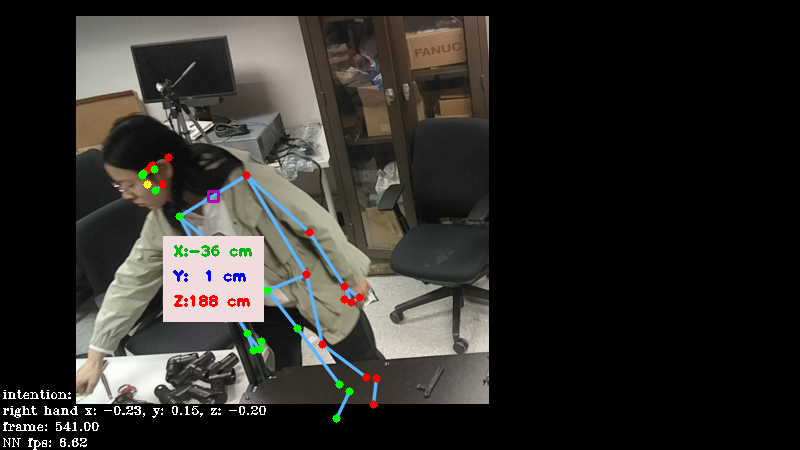 FANUC
X:-36 cm
Y: 1 cm
Z:188 cm
intention:
right hand x: -0.23, y: 0.15, z: -0.20
frame: 541.00
NN fps: 6.62